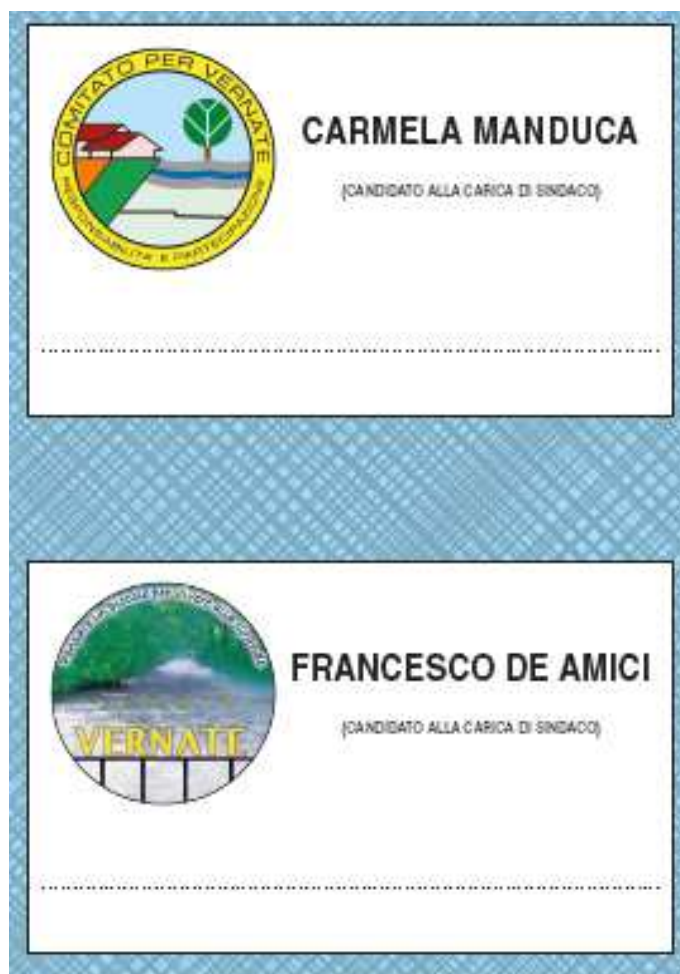 COMITATO PER VERNATE
RESPONSABILITA' E PARTECIPAZIONE
CARMELA MANDUCA
(CANDIDATO ALLA CARICA DI SINDACO)
VERNATE
FRANCESCO DE AMICI
(CANDIDATO ALLA CARICA DI SINDACO)